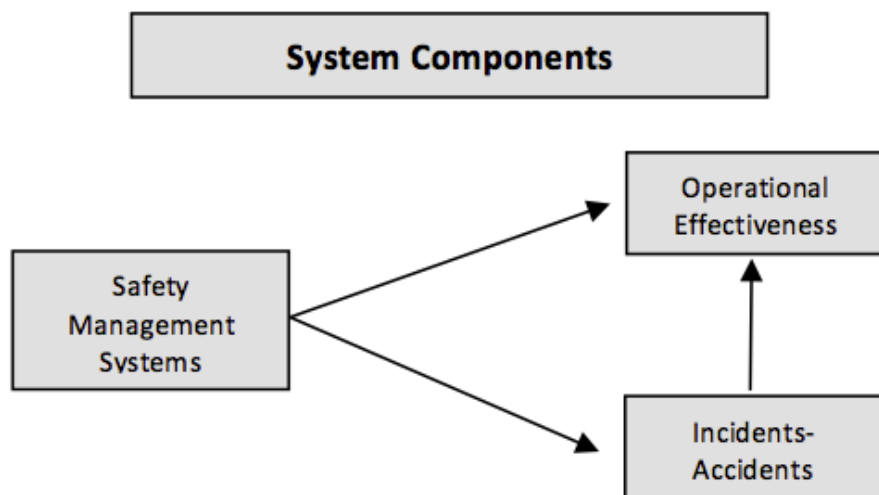 System Components
Operational
Effectiveness
Safety
Management
Systems
Incidents-
Accidents